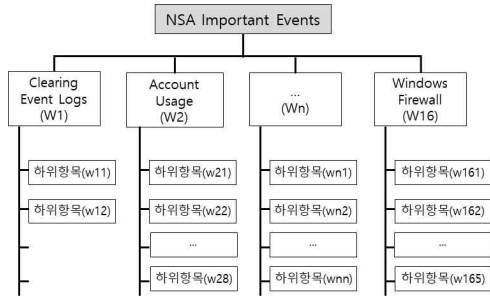 NSA Important Events
Clearing
Event Logs
(W1)
Account
Usage
(W2)
...
(Wn)
Windows
Firewall
(W16)
하위항목(w11)
하위항목(w21)
하위항목(wn1)
하위항목(w161)
하위항목(w12)
하위항목(w22)
하위항목(wn2)
하위항목(w162)
...
...
...
하위항목(w28)
하위항목(wnn)
하위항목(w165)